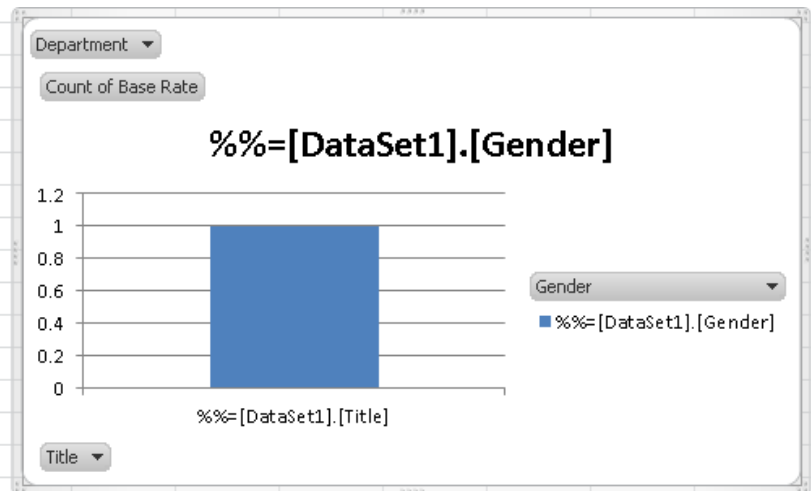 Department
Count of Base Rate
%%=[DataSet1].[Gender]
1.2
1
0.8
0.6
0.4
0.2
0
Gender
%%=[DataSet1].[Gender]
%%=[DataSet1].[Title]
Title